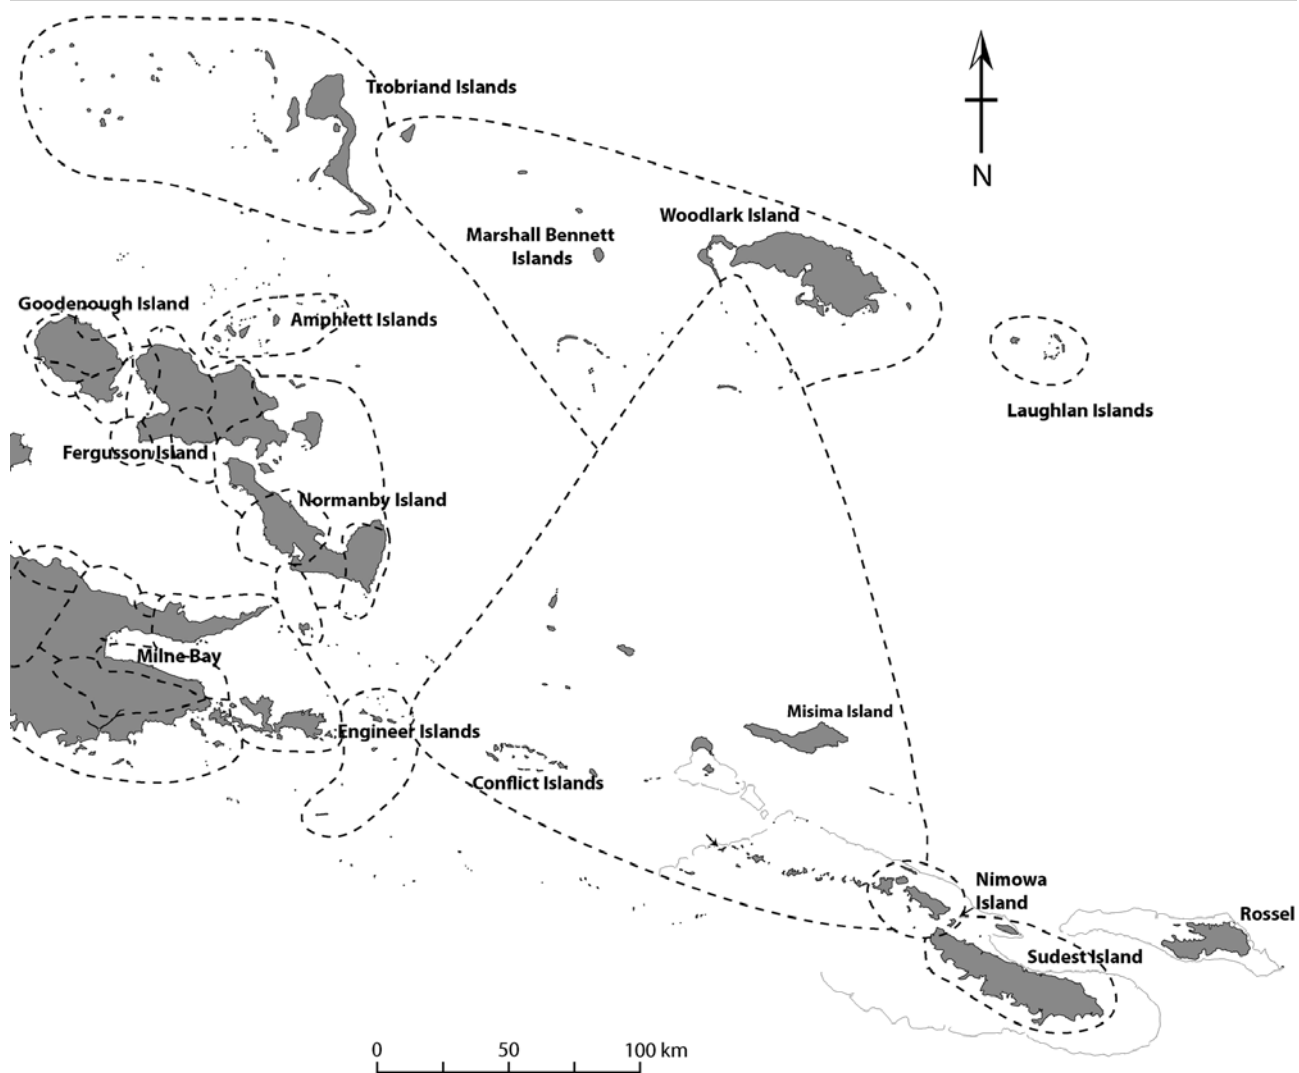 Trobriand Islands
N
Woodlark Island
Marshall Bennett
Islands
Goodenough Island
Amphlett Islands
Laughlan Islands
Fergusson Island
Normanby Island
Milne Bay
Misima Island
Engineer Islands
Conflict Islands
Nimowa
Island
Rossel
Sudest Island
0 50 100 km